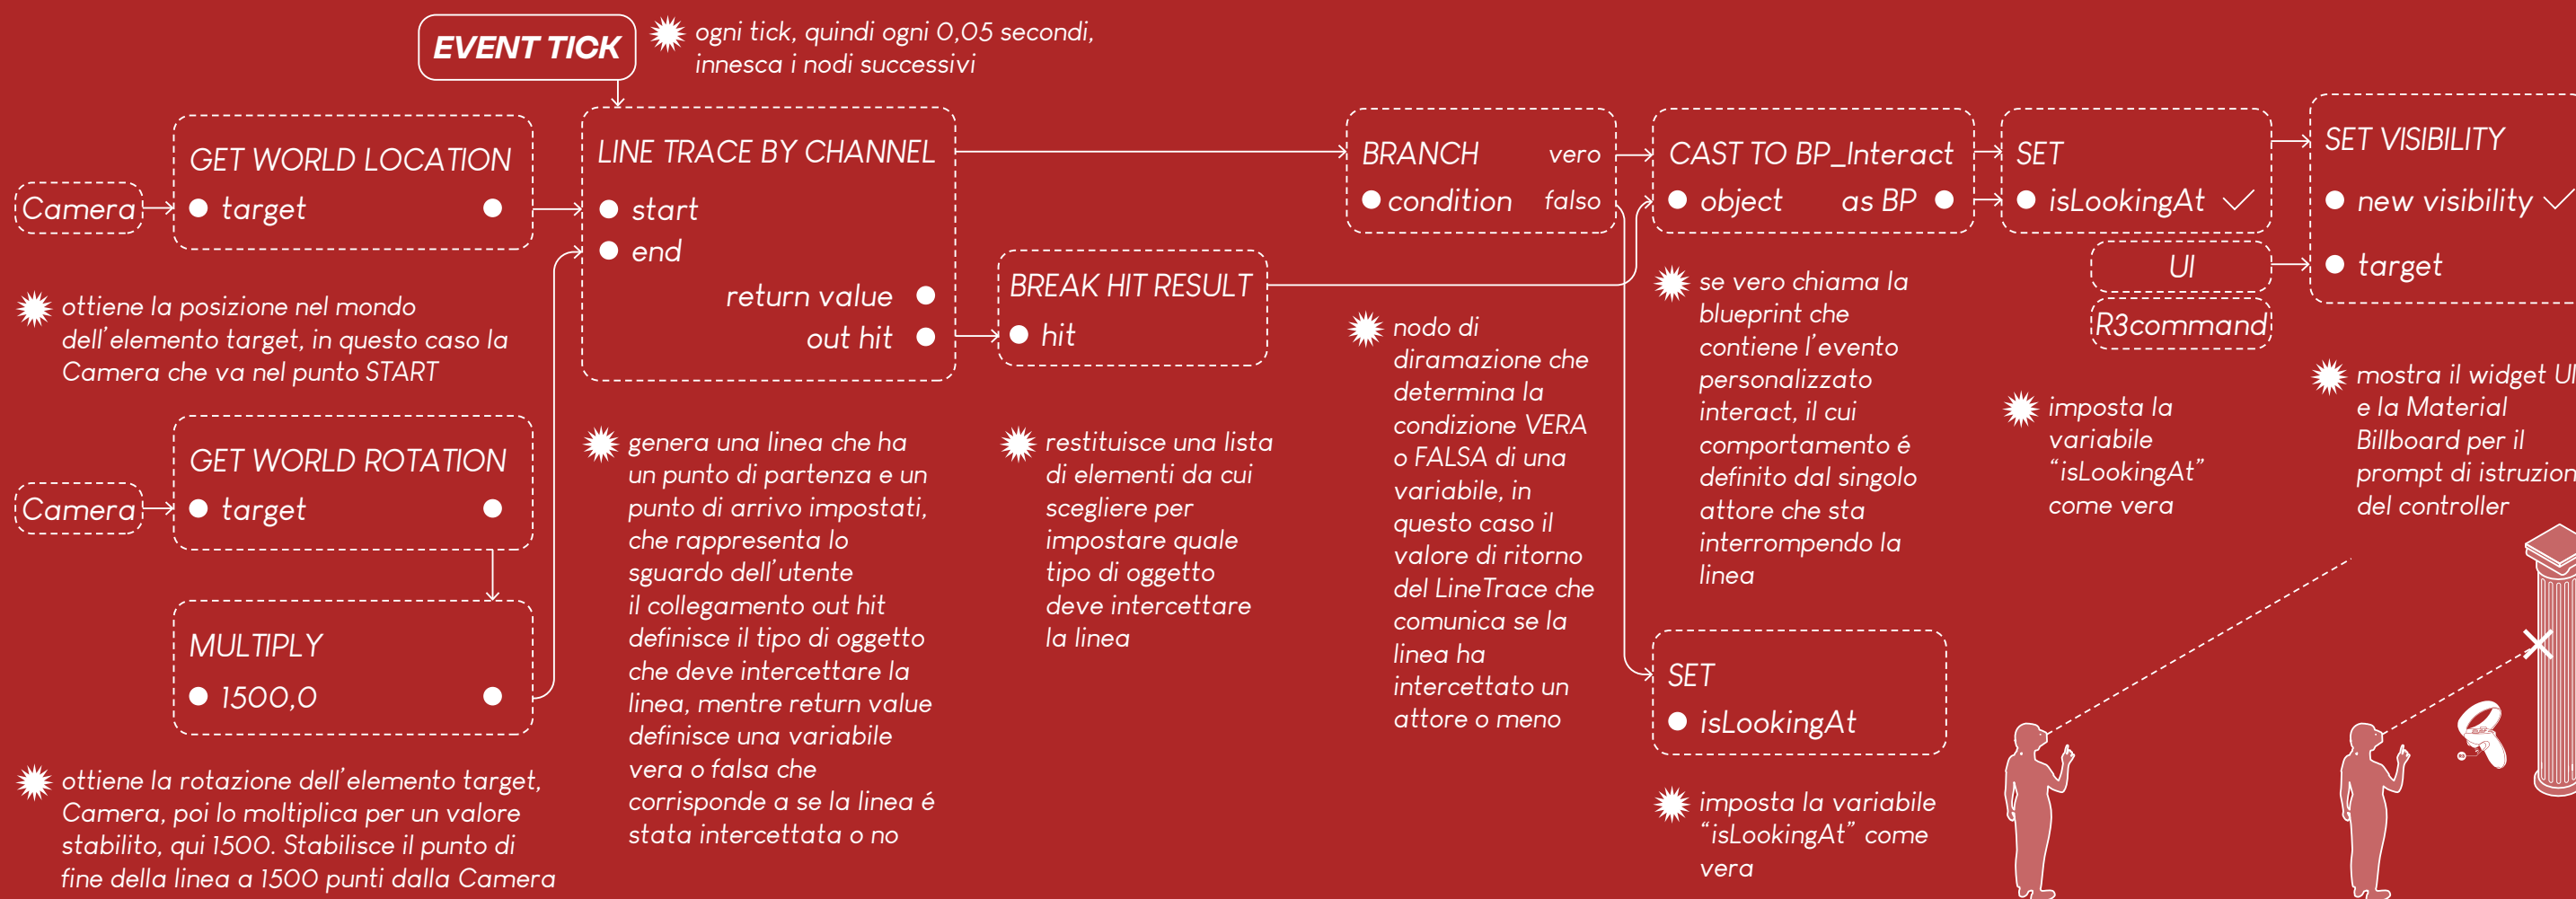 EVENT TICK
ogni tick, quindi ogni 0,05 secondi,
innesca i nodi successivi
Camera
GET WORLD LOCATION
target
ottiene la posizione nel mondo
dell'elemento target, in questo caso la
Camera che va nel punto START
Camera
GET WORLD ROTATION
target
MULTIPLY
1500,0
ottiene la rotazione dell'elemento target,
Camera, poi lo moltiplica per un valore
stabilito, qui 1500. Stabilisce il punto di
fine della linea a 1500 punti dalla Camera
LINE TRACE BY CHANNEL
start
end
return value
out hit
genera una linea che ha
un punto di partenza e un
punto di arrivo impostati,
che rappresenta lo
sguardo dell'utente
il collegamento out hit
definisce il tipo di oggetto
che deve intercettare la
linea, mentre return value
definisce una variabile
vera o falsa che
corrisponde a se la linea é
stata intercettata o no
BREAK HIT RESULT
hit
restituisce una lista
di elementi da cui
scegliere per
impostare quale
tipo di oggetto
deve intercettare
la linea
BRANCH vero
condition falso
nodo di
diramazione che
determina la
condizione VERA
o FALSA di una
variabile, in
questo caso il
valore di ritorno
del LineTrace che
comunica se la
linea ha
intercettato un
attore o meno
CAST TO BP_Interact
object as BP
se vero chiama la
blueprint che
contiene l'evento
personalizzato
interact, il cui
comportamento é
definito dal singolo
attore che sta
interrompendo la
linea
SET
isLookingAt
imposta la variabile
“isLookingAt” come
vera
SET
isLookingAt ✓
UI
R3command
imposta la
variabile
“isLookingAt”
come vera
SET VISIBILITY
new visibility ✓
target
mostra il widget UI
e la Material
Billboard per il
prompt di istruzion
del controller